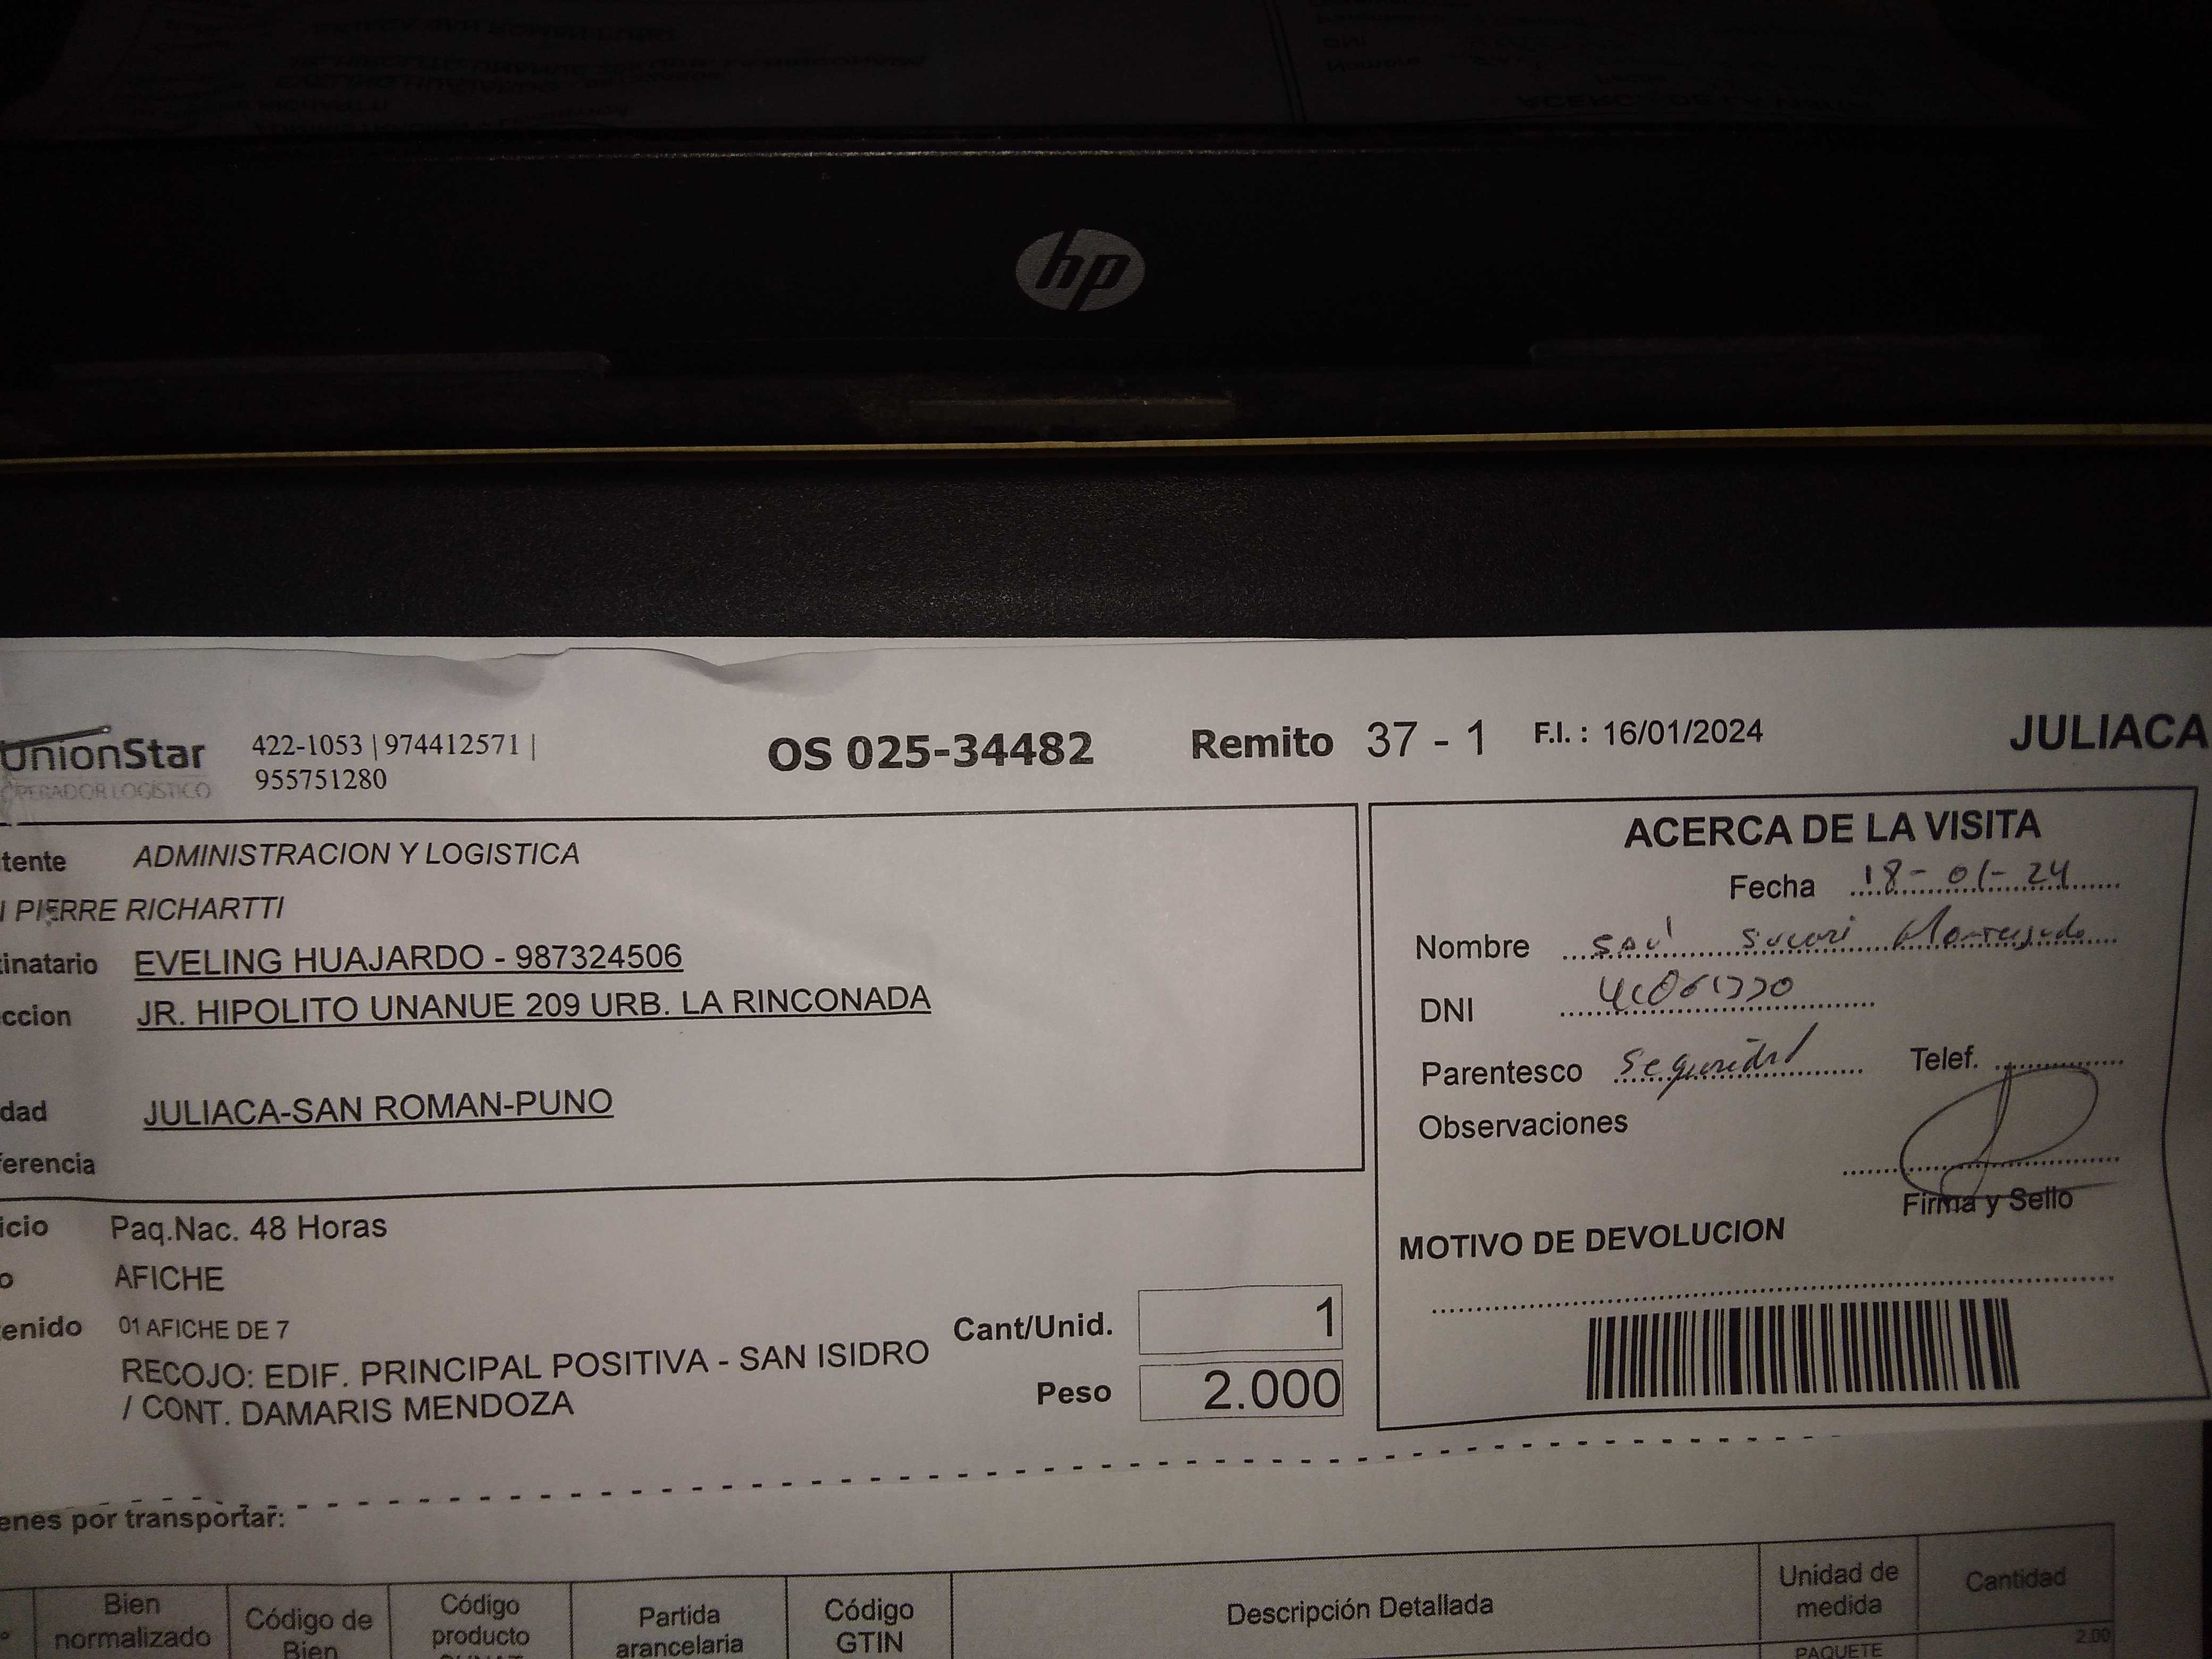 hp
UnionStar
OPERADOR LOGÍSTICO
422-1053 | 974412571 |
955751280
OS 025-34482
Remito 37 - 1
F.I. : 16/01/2024
JULIACA
tente ADMINISTRACION Y LOGISTICA
PIERRE RICHARTTI
inatario EVELING HUAJARDO - 987324506
ccion JR. HIPOLITO UNANUE 209 URB. LA RINCONADA
dad JULIACA-SAN ROMAN-PUNO
ferencia
icio Paq.Nac. 48 Horas
o AFICHE
enido 01 AFICHE DE 7
RECOJO: EDIF. PRINCIPAL POSITIVA - SAN ISIDRO
/ CONT. DAMARIS MENDOZA
Cant/Unid. 1
Peso 2.000
ACERCA DE LA VISITA
Fecha 18-01-24
Nombre Saul Sucari
DNI
Parentesco Seguridad Telef.
Observaciones
Firma y Sello
MOTIVO DE DEVOLUCION
enes por transportar:
Bien normalizado
Código de Bien
Código producto
Partida arancelaria
Código GTIN
Descripción Detallada
Unidad de medida
Cantidad
PAQUETE
2.00